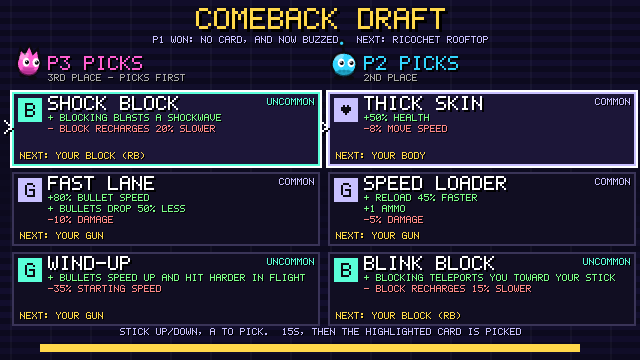 COMEBACK DRAFT
P1 WON: NO CARD, AND NOW BUZZED. NEXT: RICOCHET ROOFTOP
P3 PICKS
3RD PLACE - PICKS FIRST
B
SHOCK BLOCK
UNCOMMON
+ BLOCKING BLASTS A SHOCKWAVE
- BLOCK RECHARGES 20% SLOWER
NEXT: YOUR BLOCK (RB)
G
FAST LANE
COMMON
+80% BULLET SPEED
+ BULLETS DROP 50% LESS
-10% DAMAGE
NEXT: YOUR GUN
G
WIND-UP
UNCOMMON
+ BULLETS SPEED UP AND HIT HARDER IN FLIGHT
-35% STARTING SPEED
NEXT: YOUR GUN
P2 PICKS
2ND PLACE
THICK SKIN
COMMON
+50% HEALTH
-8% MOVE SPEED
NEXT: YOUR BODY
G
SPEED LOADER
COMMON
+ RELOAD 45% FASTER
+1 AMMO
-5% DAMAGE
NEXT: YOUR GUN
B
BLINK BLOCK
UNCOMMON
+ BLOCKING TELEPORTS YOU TOWARD YOUR STICK
- BLOCK RECHARGES 15% SLOWER
NEXT: YOUR BLOCK (RB)
STICK UP/DOWN, A TO PICK. 15S, THEN THE HIGHLIGHTED CARD IS PICKED